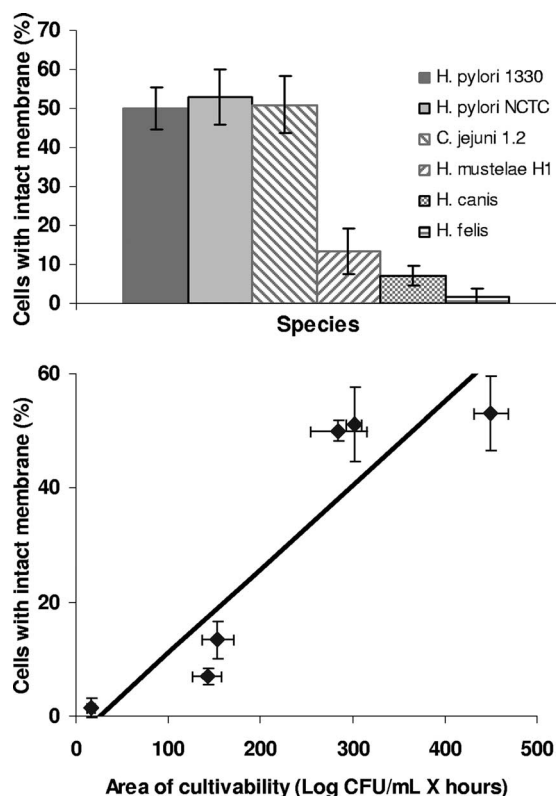 Cells with intact membrane (%)
70
60
50
40
30
20
10
0
H. pylori 1330
H. pylori NCTC
C. jejuni 1.2
H. mustelae H1
H. canis
H. felis
Species
Cells with intact membrane (%)
60
40
20
0
0 100 200 300 400 500
Area of cultivability (Log CFU/mL X hours)